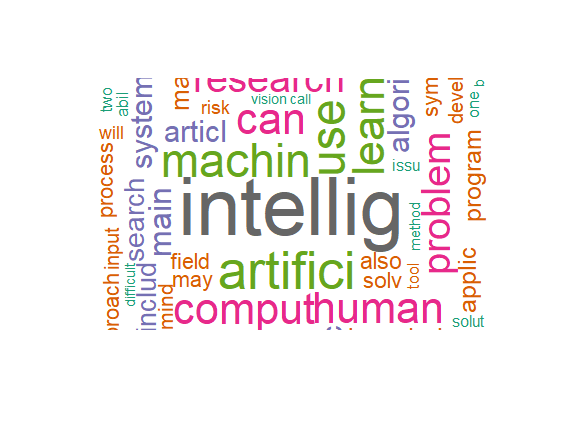 research
two
abil
system
ma
risk
vision call
can
use
learn
algori
sym
devel
one
b
will
articl
machin
issu
process
search
main
intellig
method
problem
program
input
difficult
includ
field
may
artifici
also
solv
tool
applic
proach
mind
comput
human
solut